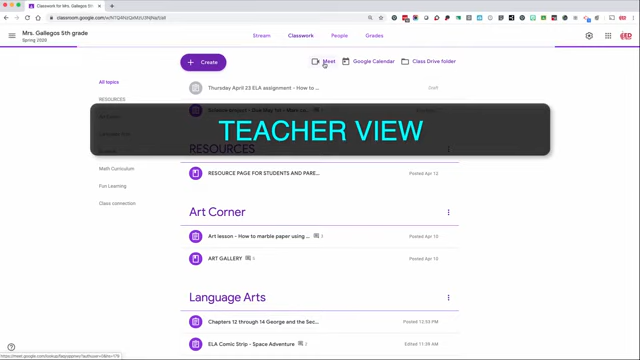 Classwork for Mrs. Gallegos 5th
classroom.google.com
Mrs. Gallegos 5th grade
Spring 2020
Stream
Classwork
People
Grades
Create
Meet
Google Calendar
Class Drive folder
All topics
RESOURCES
Math Curriculum
Fun Learning
Class connection
Thursday April 23 ELA assignment - How to ...
Draft
TEACHER VIEW
RESOURCES
RESOURCE PAGE FOR STUDENTS AND PARE...
Posted Apr 12
Art Corner
Art lesson - How to marble paper using ...
Posted Apr 10
ART GALLERY
Posted Apr 10
Language Arts
Chapters 12 through 14 George and the Sec...
Posted 12:53 PM
ELA Comic Strip - Space Adventure
Edited 11:39 AM